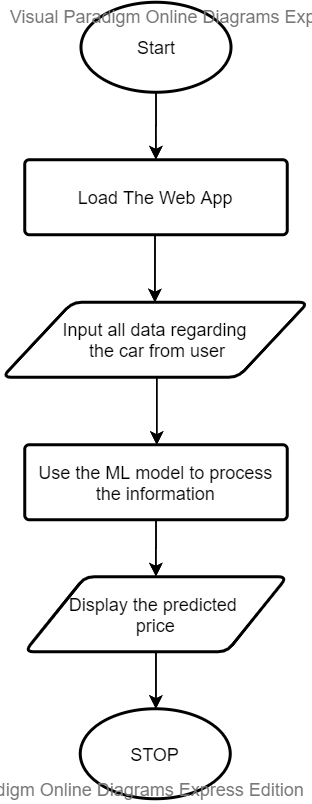 Visual Paradigm Online Diagrams Exp
Start
Load The Web App
Input all data regarding
the car from user
Use the ML model to process
the information
Display the predicted
price
STOP
digm Online Diagrams Express Edition